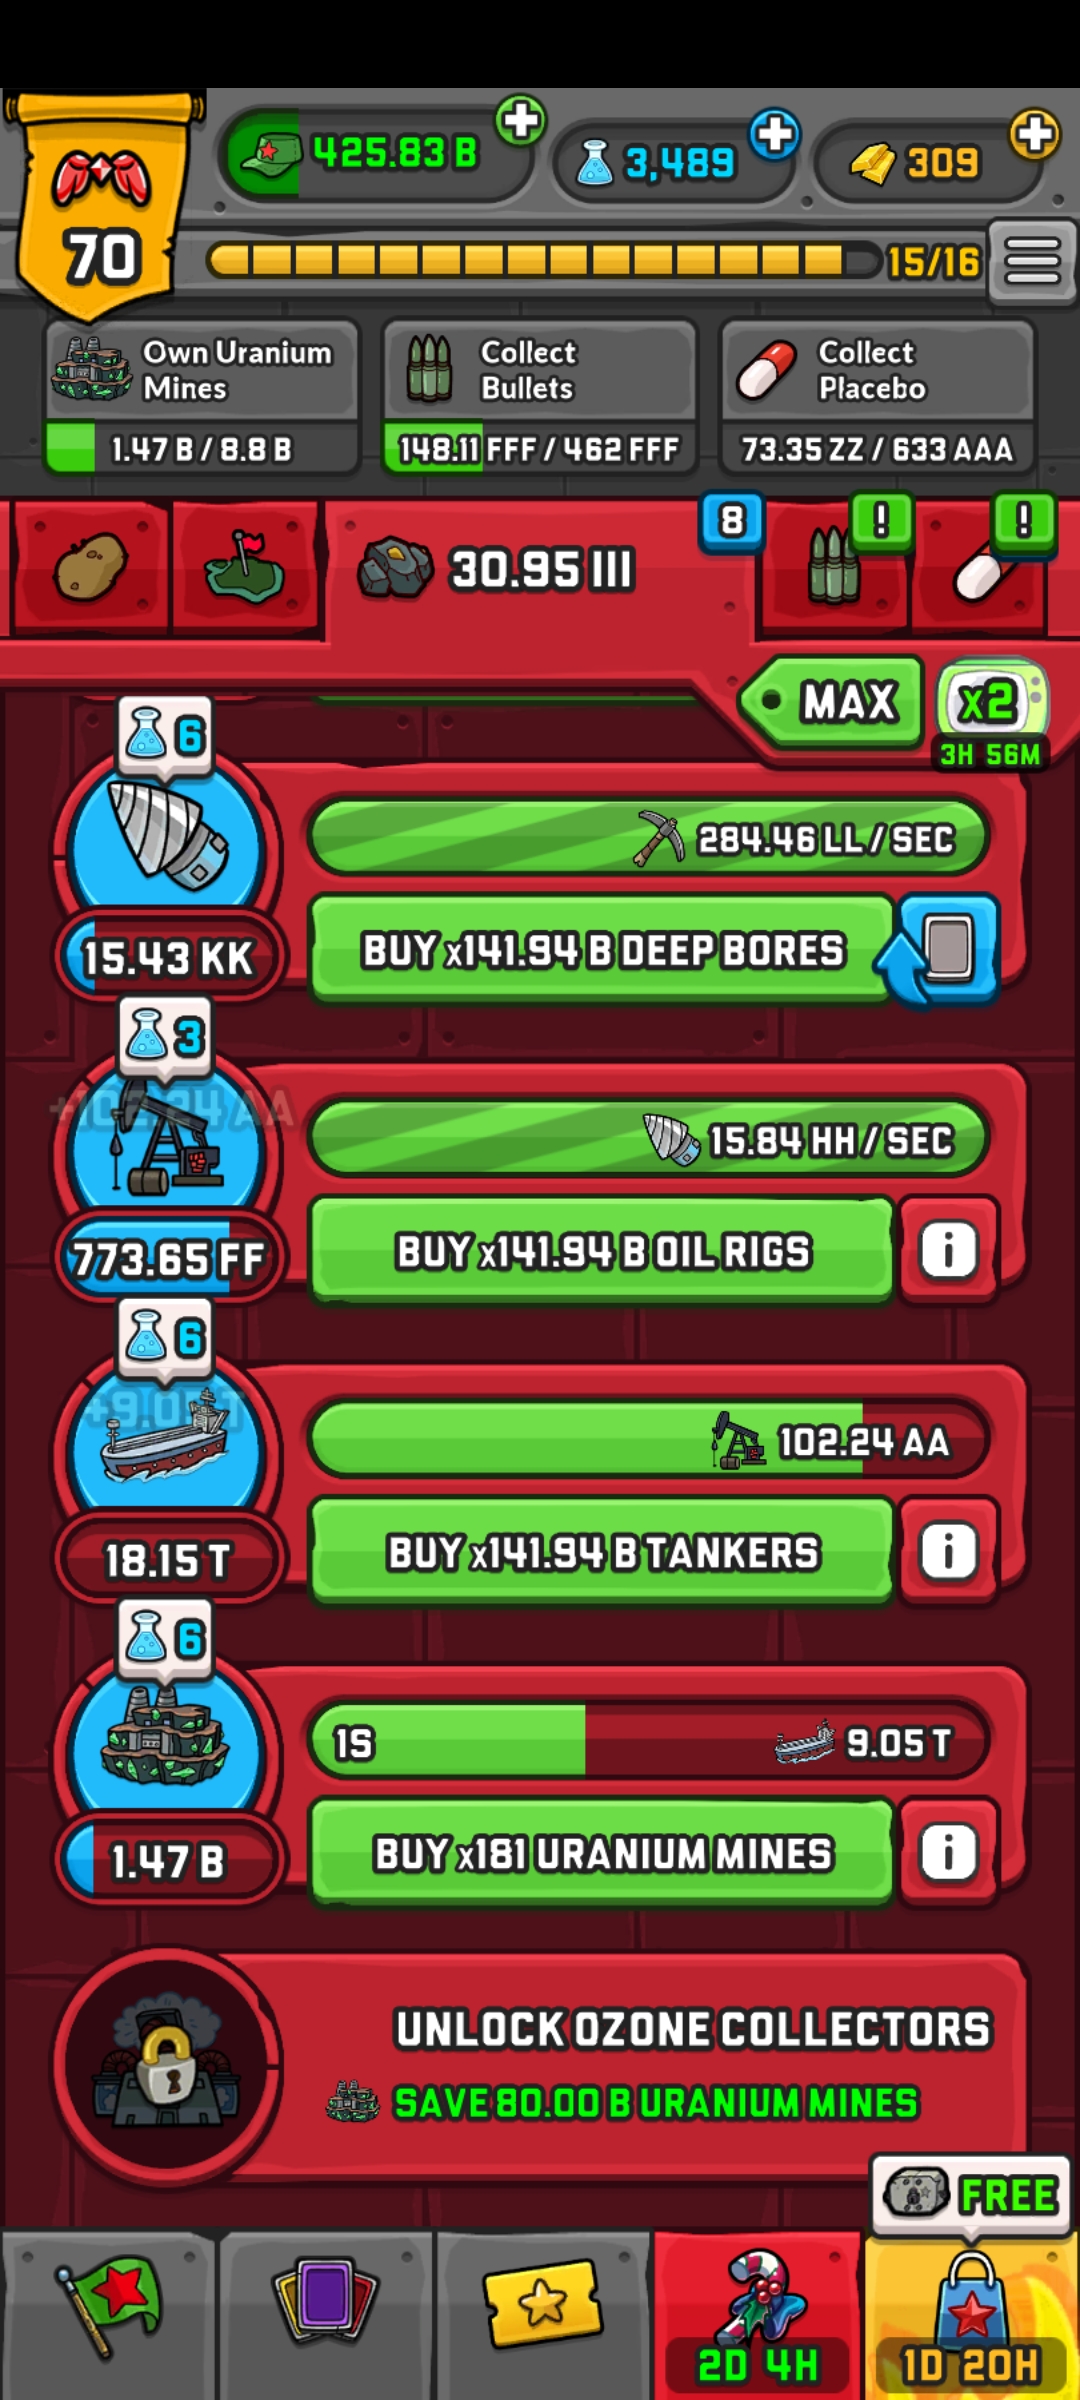 425.83 B
3,489
309
70
15/16
Own Uranium
Mines
Collect
Bullets
Collect
Placebo
1.47 B / 8.8 B
148.11 FFF / 462 FFF
73.35 ZZ / 633 AAA
30.95 III
8
!
!
MAX
x2
3H 56M
6
284.46 LL / SEC
15.43 KK
BUY x141.94 B DEEP BORES
3
+102.24 AA
15.84 HH / SEC
773.65 FF
BUY x141.94 B OIL RIGS
i
6
+9.05 T
102.24 AA
18.15 T
BUY x141.94 B TANKERS
i
6
1S
9.05 T
1.47 B
BUY x181 URANIUM MINES
i
UNLOCK OZONE COLLECTORS
SAVE 80.00 B URANIUM MINES
FREE
2D 4H
1D 20H